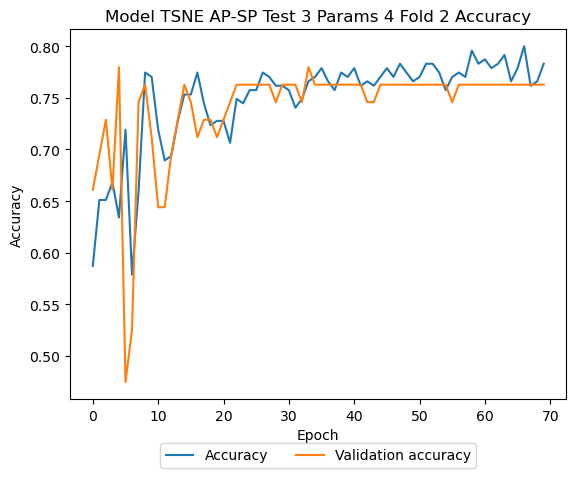 Model TSNE AP-SP Test 3 Params 4 Fold 2 Accuracy
0.80
0.75
0.70
0.65
0.60
0.55
0.50
Accuracy
0 10 20 30 40 50 60 70
Epoch
Accuracy Validation accuracy